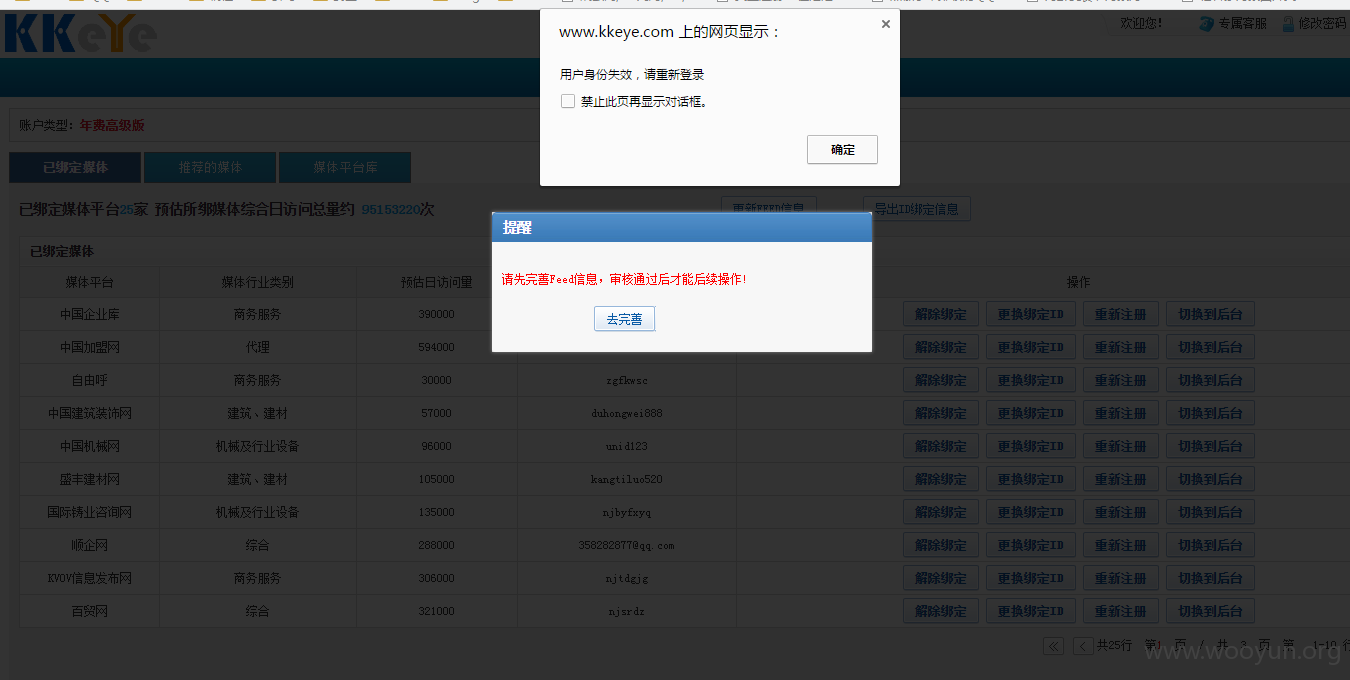 www.kkeye.com 上的网页显示：
用户身份失效，请重新登录
禁止此页再显示对话框。
确定
KKeYe
欢迎您！ 专属客服 修改密码
账户类型：年费高级版
已绑定媒体 推荐的媒体 媒体平台库
已绑定媒体平台25家 预估所绑媒体综合日访问总量约 95153220次 更新FEED信息 导出ID绑定信息
提醒
请先完善Feed信息，审核通过后才能后续操作！
去完善
已绑定媒体
媒体平台 媒体行业类别 预估日访问量 操作
中国企业库 商务服务 390000 解除绑定 更换绑定ID 重新注册 切换到后台
中国加盟网 代理 594000 解除绑定 更换绑定ID 重新注册 切换到后台
自由呼 商务服务 30000 rgfkwsc 解除绑定 更换绑定ID 重新注册 切换到后台
中国建筑装饰网 建筑、建材 57000 duhongwei888 解除绑定 更换绑定ID 重新注册 切换到后台
中国机械网 机械及行业设备 96000 unid123 解除绑定 更换绑定ID 重新注册 切换到后台
盛丰建材网 建筑、建材 105000 kangtiluo520 解除绑定 更换绑定ID 重新注册 切换到后台
国际铸业咨询网 机械及行业设备 135000 njbyfxyq 解除绑定 更换绑定ID 重新注册 切换到后台
顺企网 综合 288000 358282877@qq.com 解除绑定 更换绑定ID 重新注册 切换到后台
KVOV信息发布网 商务服务 306000 njtdgjg 解除绑定 更换绑定ID 重新注册 切换到后台
百贸网 综合 321000 njsrdz 解除绑定 更换绑定ID 重新注册 切换到后台
共25行 第1 页 / 共 3 页 第 1-10 行
www.wooyun.org